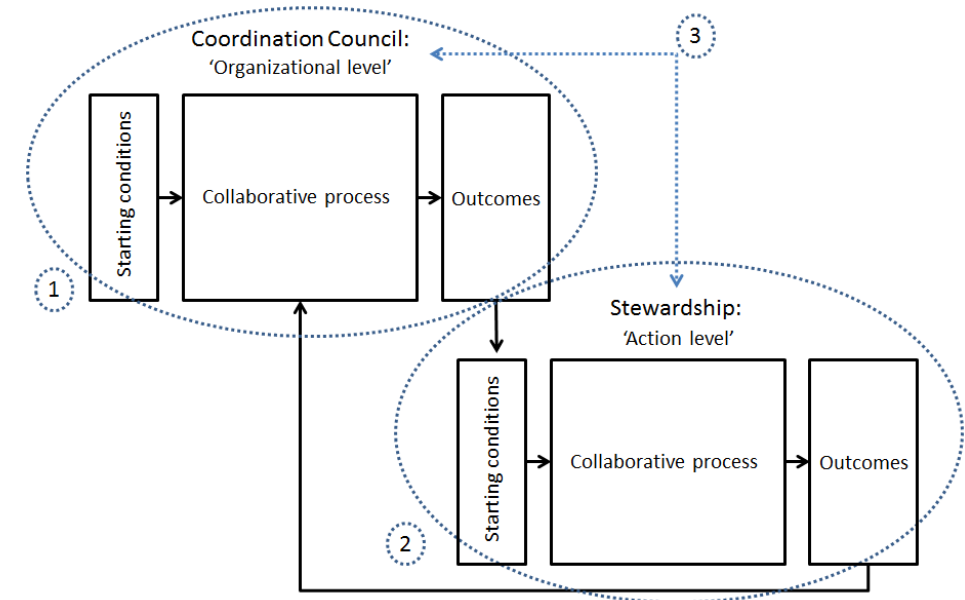 Coordination Council:
‘Organizational level’
3
Starting conditions
Collaborative process
Outcomes
1
Stewardship:
‘Action level’
Starting conditions
Collaborative process
Outcomes
2